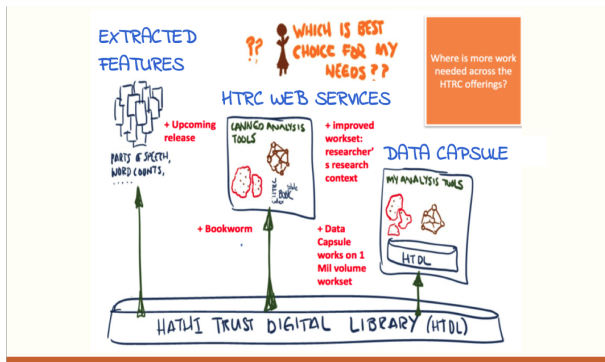 EXTRACTED
FEATURES
??
WHICH IS BEST
CHOICE FOR MY
NEEDS??
Where is more work
needed across the
HTRC offerings?
HTRC WEB SERVICES
+ Upcoming
release
CANNED ANALYSIS
TOOLS
+ improved
workset:
researcher'
s research
context
DATA CAPSULE
PARTS OF SPEECH,
WORD COUNTS,
......
Book
MY ANALYSIS TOOLS
+ Bookworm
+ Data
Capsule
works on 1
Mil volume
workset
HTDL
HATHI TRUST DIGITAL LIBRARY (HTDL)